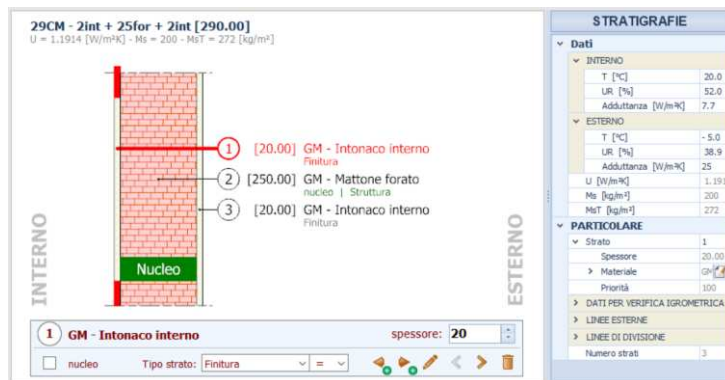 29CM - 2int + 25for + 2int [290.00]
U = 1.1914 [W/m²K] - Ms = 200 - MsT = 272 [kg/m²]
1 [20.00] GM - Intonaco interno
Finitura
2 [250.00] GM - Mattone forato
nucleo | Struttura
3 [20.00] GM - Intonaco interno
Finitura
INTERNO
Nucleo
ESTERNO
1 GM - Intonaco interno spessore: 20
nucleo Tipo strato: Finitura =
STRATIGRAFIE
Dati
INTERNO
T [°C] 20.0
UR [%] 52.0
Adduttanza [W/m²K] 7.7
ESTERNO
T [°C] - 5.0
UR [%] 38.9
Adduttanza [W/m²K] 25
U [W/m²K] 1.191
Ms [kg/m²] 200
MsT [kg/m²] 272
PARTICOLARE
Strato 1
Spessore 20.00
Materiale GM
Priorità 100
DATI PER VERIFICA IGROMETRICA
LINEE ESTERNE
LINEE DI DIVISIONE
Numero strati 3